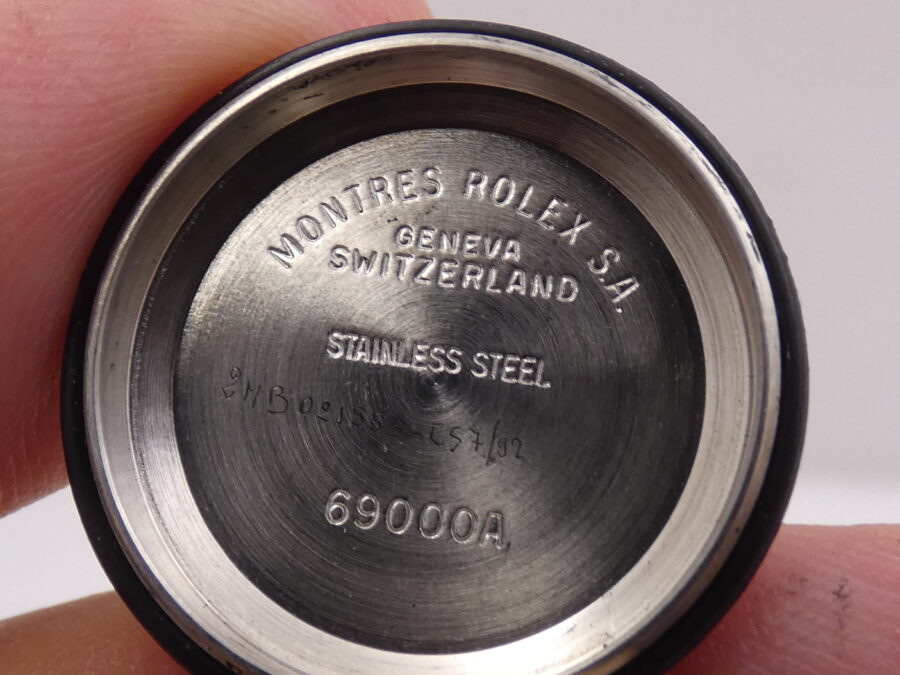 MONTRES ROLEX S.A.
GENEVA
SWITZERLAND
STAINLESS STEEL
69000A